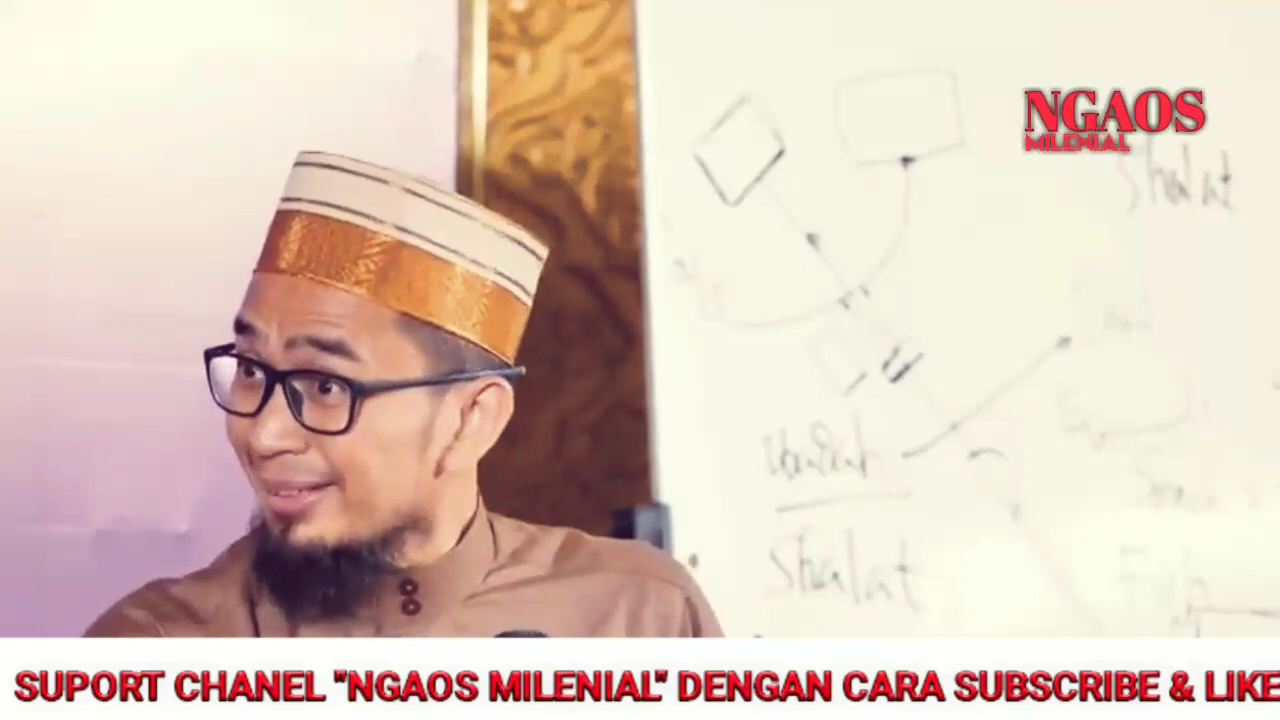 NGAOS
MILENIAL
Shalat
Shalat
SUPORT CHANEL "NGAOS MILENIAL" DENGAN CARA SUBSCRIBE & LIKE